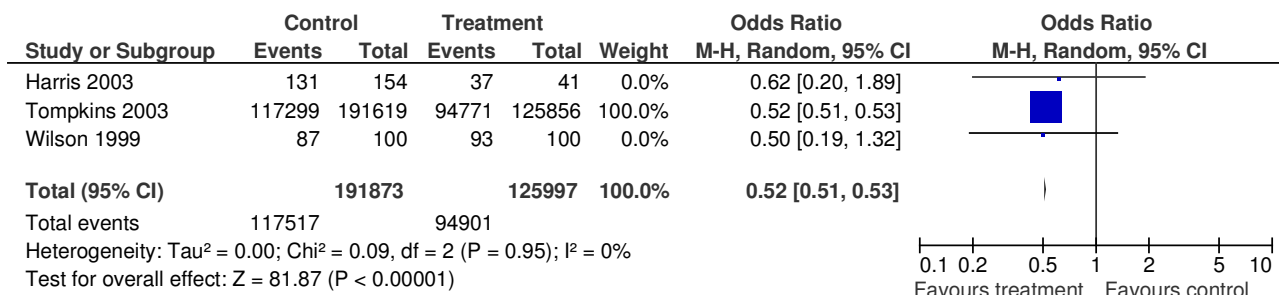 Control Treatment Odds Ratio Odds Ratio
Study or Subgroup Events Total Events Total Weight M-H, Random, 95% CI M-H, Random, 95% CI
Harris 2003 131 154 37 41 0.0% 0.62 [0.20, 1.89]
Tompkins 2003 117299 191619 94771 125856 100.0% 0.52 [0.51, 0.53]
Wilson 1999 87 100 93 100 0.0% 0.50 [0.19, 1.32]
Total (95% CI) 191873 125997 100.0% 0.52 [0.51, 0.53]
Total events 117517 94901
Heterogeneity: Tau² = 0.00; Chi² = 0.09, df = 2 (P = 0.95); I² = 0%
Test for overall effect: Z = 81.87 (P < 0.00001)
0.1 0.2 0.5 1 2 5 10
Favours treatment Favours control